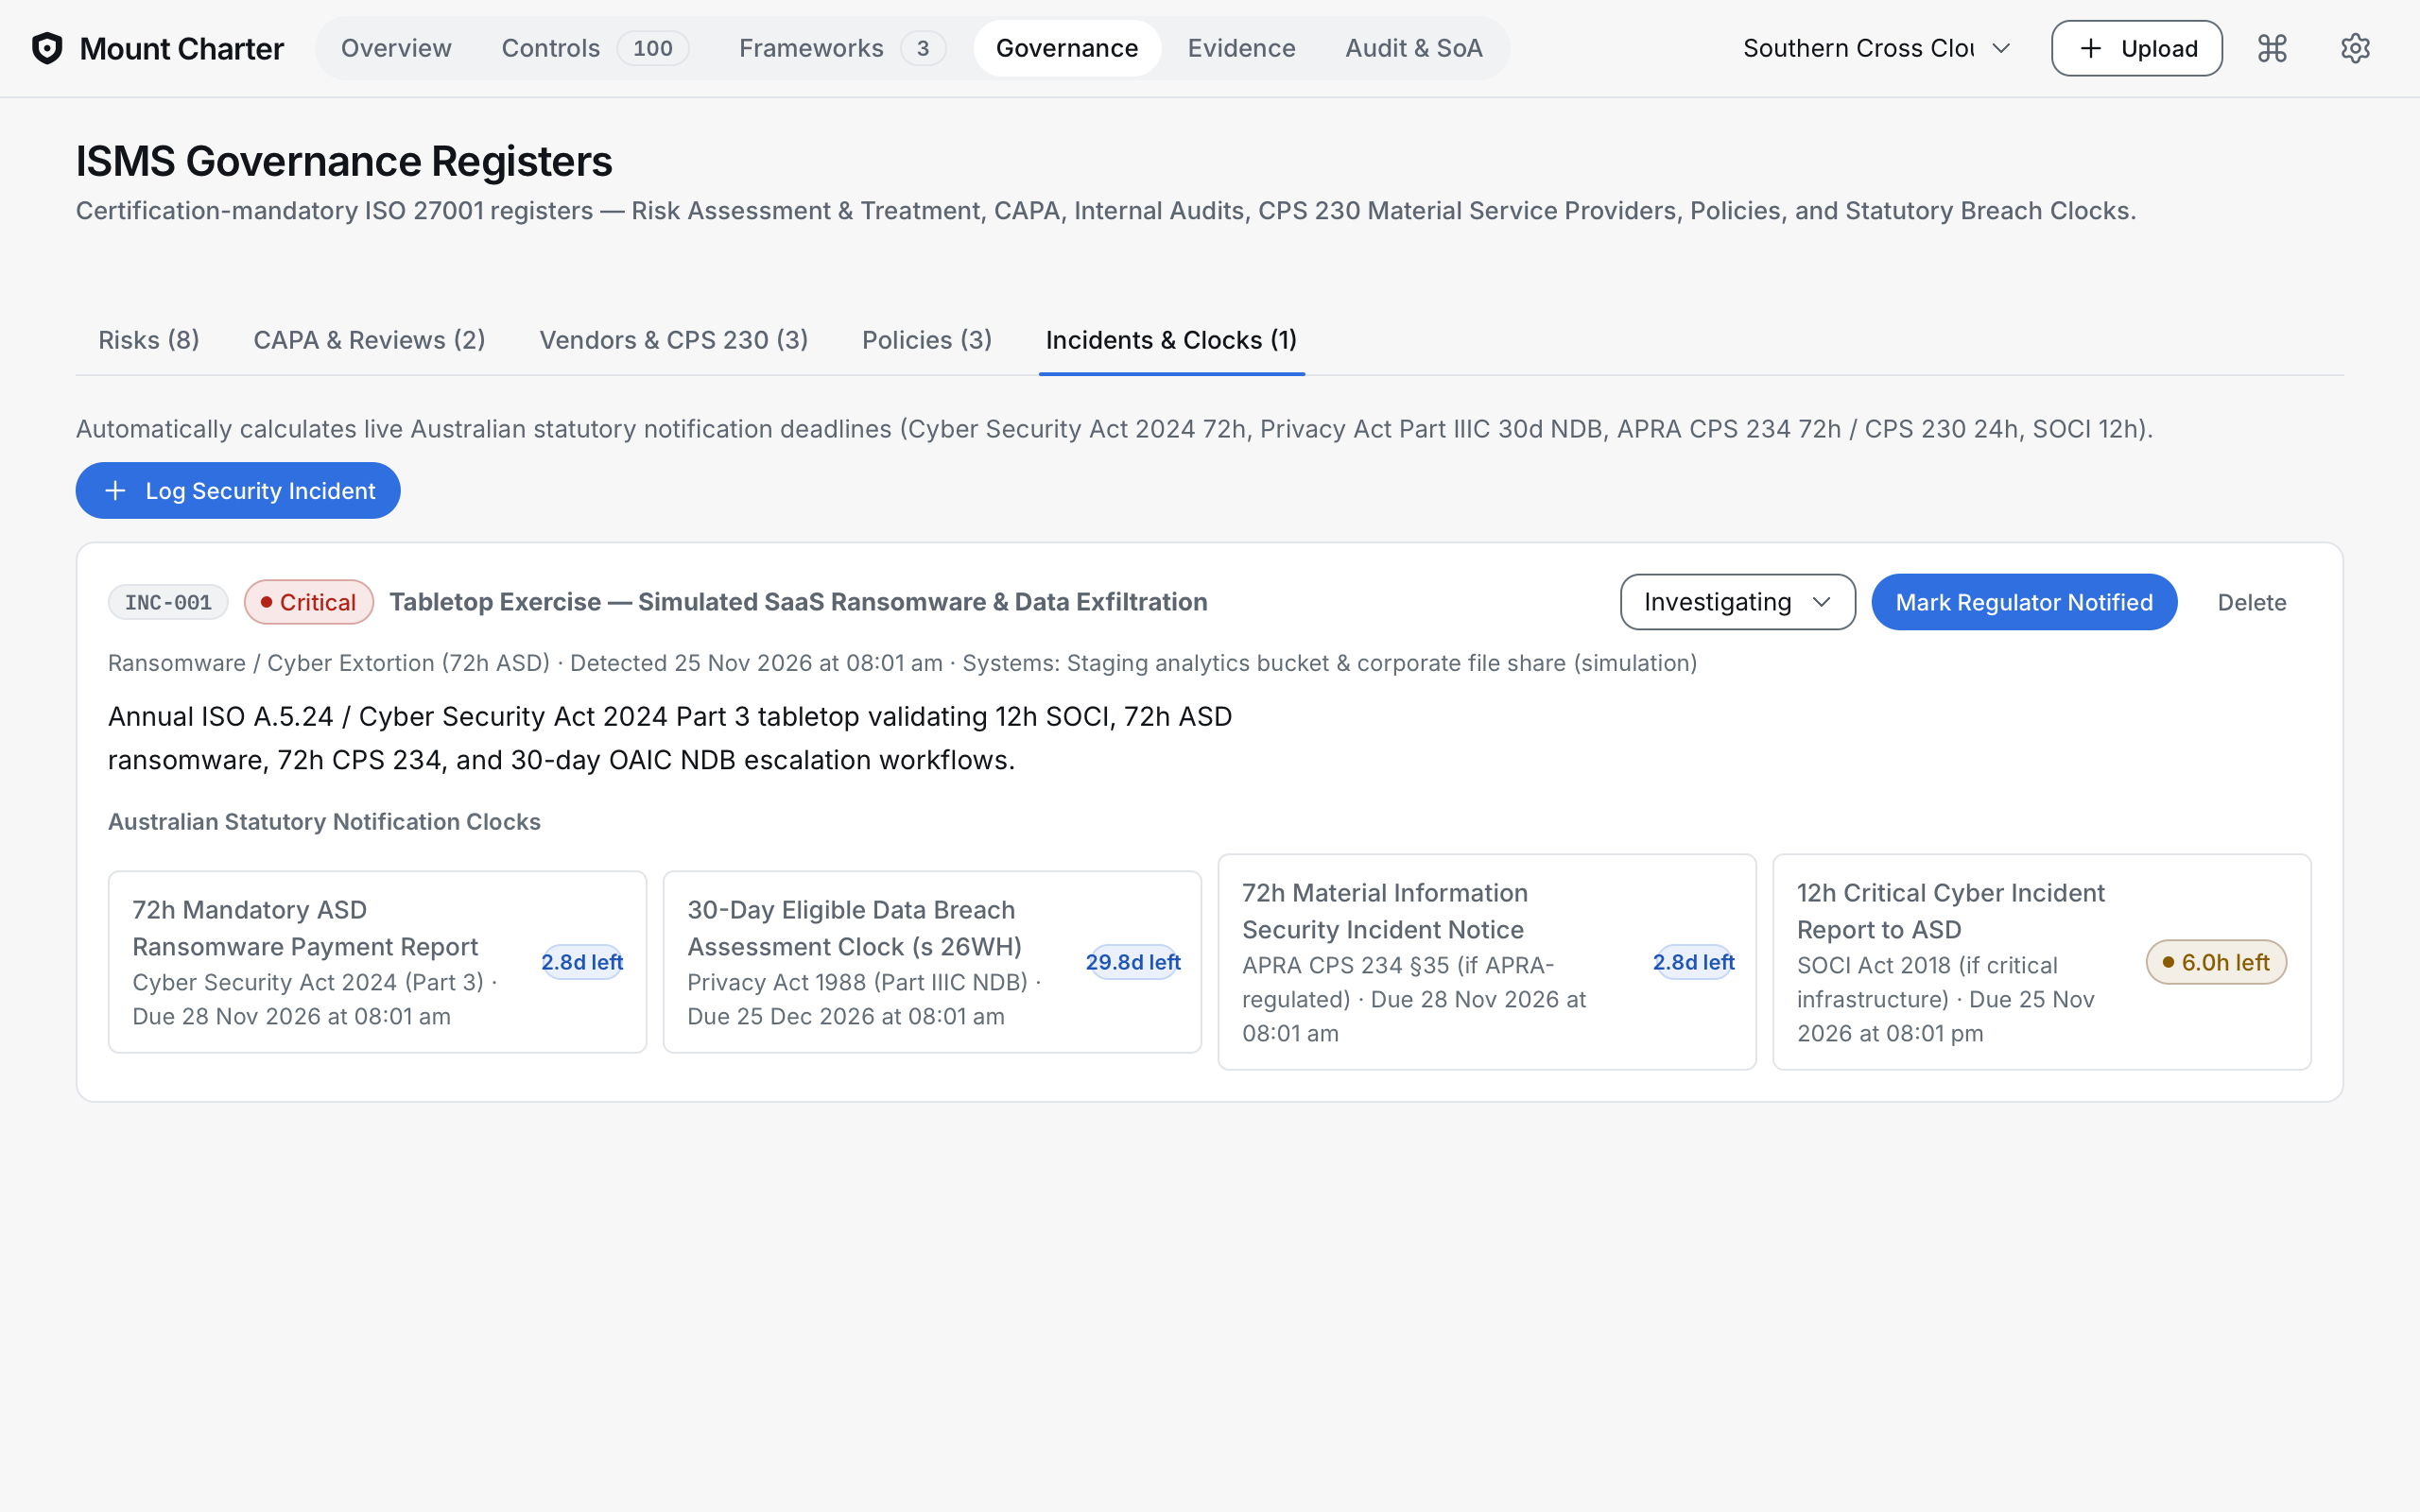 Mount Charter
Overview
Controls 100
Frameworks 3
Governance
Evidence
Audit & SoA
Southern Cross Clou
Upload
ISMS Governance Registers
Certification-mandatory ISO 27001 registers — Risk Assessment & Treatment, CAPA, Internal Audits, CPS 230 Material Service Providers, Policies, and Statutory Breach Clocks.
Risks (8)
CAPA & Reviews (2)
Vendors & CPS 230 (3)
Policies (3)
Incidents & Clocks (1)
Automatically calculates live Australian statutory notification deadlines (Cyber Security Act 2024 72h, Privacy Act Part IIIC 30d NDB, APRA CPS 234 72h / CPS 230 24h, SOCI 12h).
Log Security Incident
INC-001
Critical
Tabletop Exercise — Simulated SaaS Ransomware & Data Exfiltration
Investigating
Mark Regulator Notified
Delete
Ransomware / Cyber Extortion (72h ASD) · Detected 25 Nov 2026 at 08:01 am · Systems: Staging analytics bucket & corporate file share (simulation)
Annual ISO A.5.24 / Cyber Security Act 2024 Part 3 tabletop validating 12h SOCI, 72h ASD
ransomware, 72h CPS 234, and 30-day OAIC NDB escalation workflows.
Australian Statutory Notification Clocks
72h Mandatory ASD
Ransomware Payment Report
Cyber Security Act 2024 (Part 3) ·
Due 28 Nov 2026 at 08:01 am
2.8d left
30-Day Eligible Data Breach
Assessment Clock (s 26WH)
Privacy Act 1988 (Part IIIC NDB) ·
Due 25 Dec 2026 at 08:01 am
29.8d left
72h Material Information
Security Incident Notice
APRA CPS 234 §35 (if APRA-
regulated) · Due 28 Nov 2026 at
08:01 am
2.8d left
12h Critical Cyber Incident
Report to ASD
SOCI Act 2018 (if critical
infrastructure) · Due 25 Nov
2026 at 08:01 pm
6.0h left